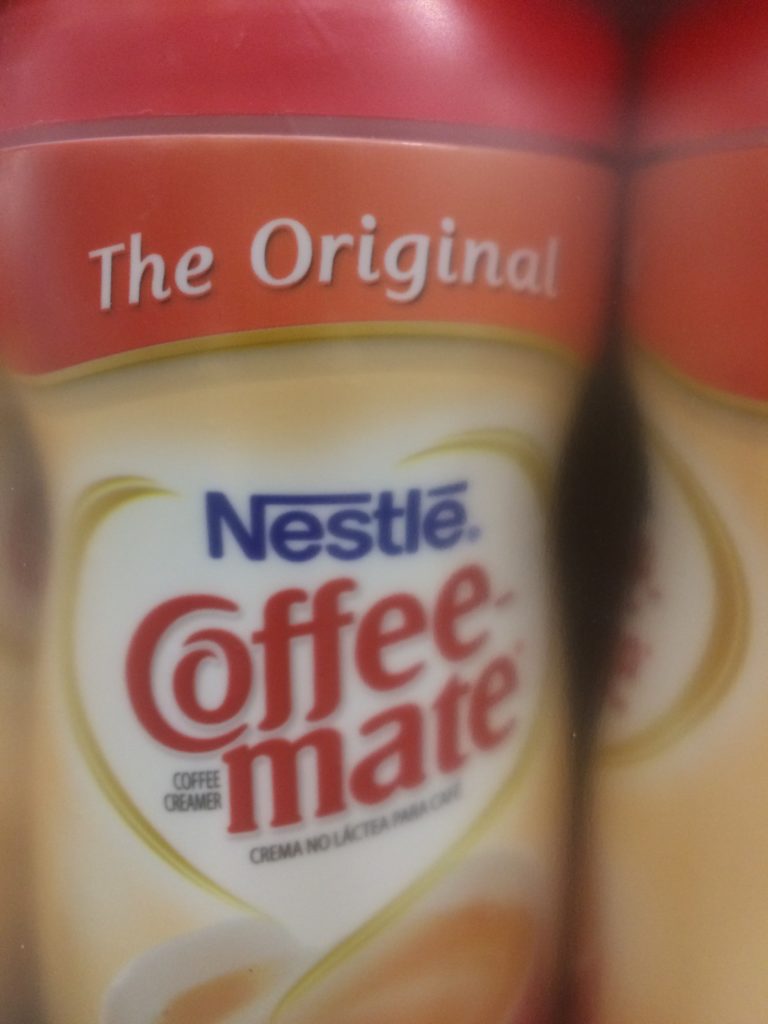 The Original
Nestlé®
Coffee-
mate®
COFFEE
CREAMER
CREMA NO LÁCTEA PARA CAFÉ